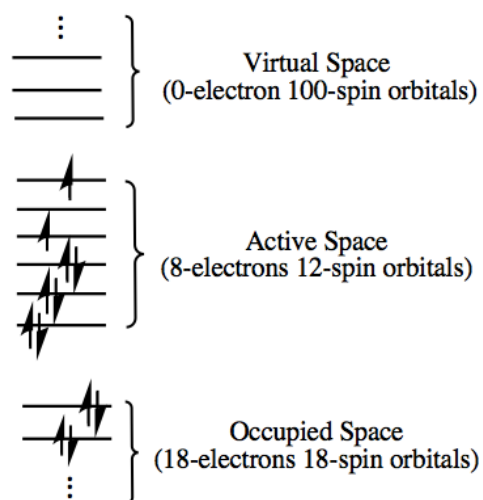 Virtual Space
(0-electron 100-spin orbitals)
Active Space
(8-electrons 12-spin orbitals)
Occupied Space
(18-electrons 18-spin orbitals)